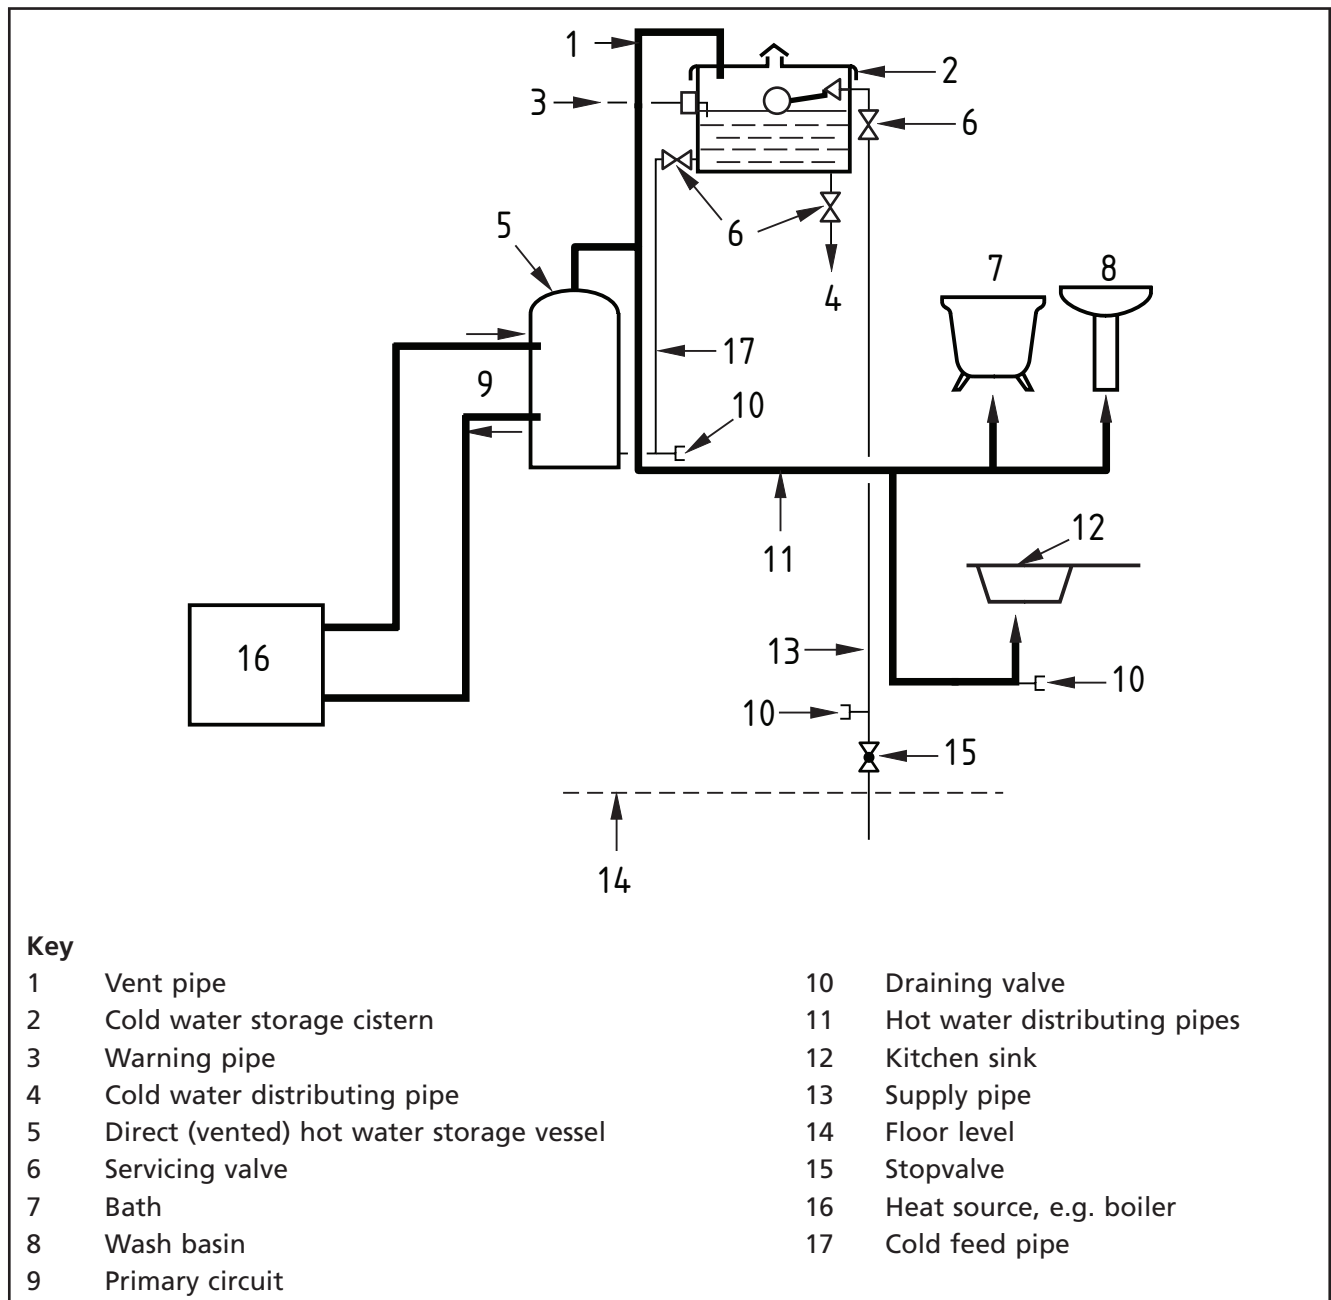 1
2
3
6
5
6
7
8
4
17
9
10
12
11
16
13
10
10
15
14
Key
1 Vent pipe
2 Cold water storage cistern
3 Warning pipe
4 Cold water distributing pipe
5 Direct (vented) hot water storage vessel
6 Servicing valve
7 Bath
8 Wash basin
9 Primary circuit
10 Draining valve
11 Hot water distributing pipes
12 Kitchen sink
13 Supply pipe
14 Floor level
15 Stopvalve
16 Heat source, e.g. boiler
17 Cold feed pipe